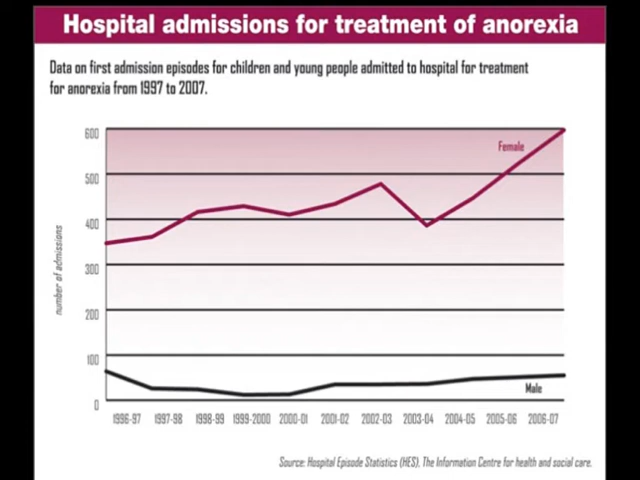 Hospital admissions for treatment of anorexia
Data on first admission episodes for children and young people admitted to hospital for treatment
for anorexia from 1997 to 2007.
600
Female
500
400
number of admissions
300
200
100
Male
0
1996-97 1997-98 1998-99 1999-2000 2000-01 2001-02 2002-03 2003-04 2004-05 2005-06 2006-07
Source: Hospital Episode Statistics (HES), The Information Centre for health and social care.